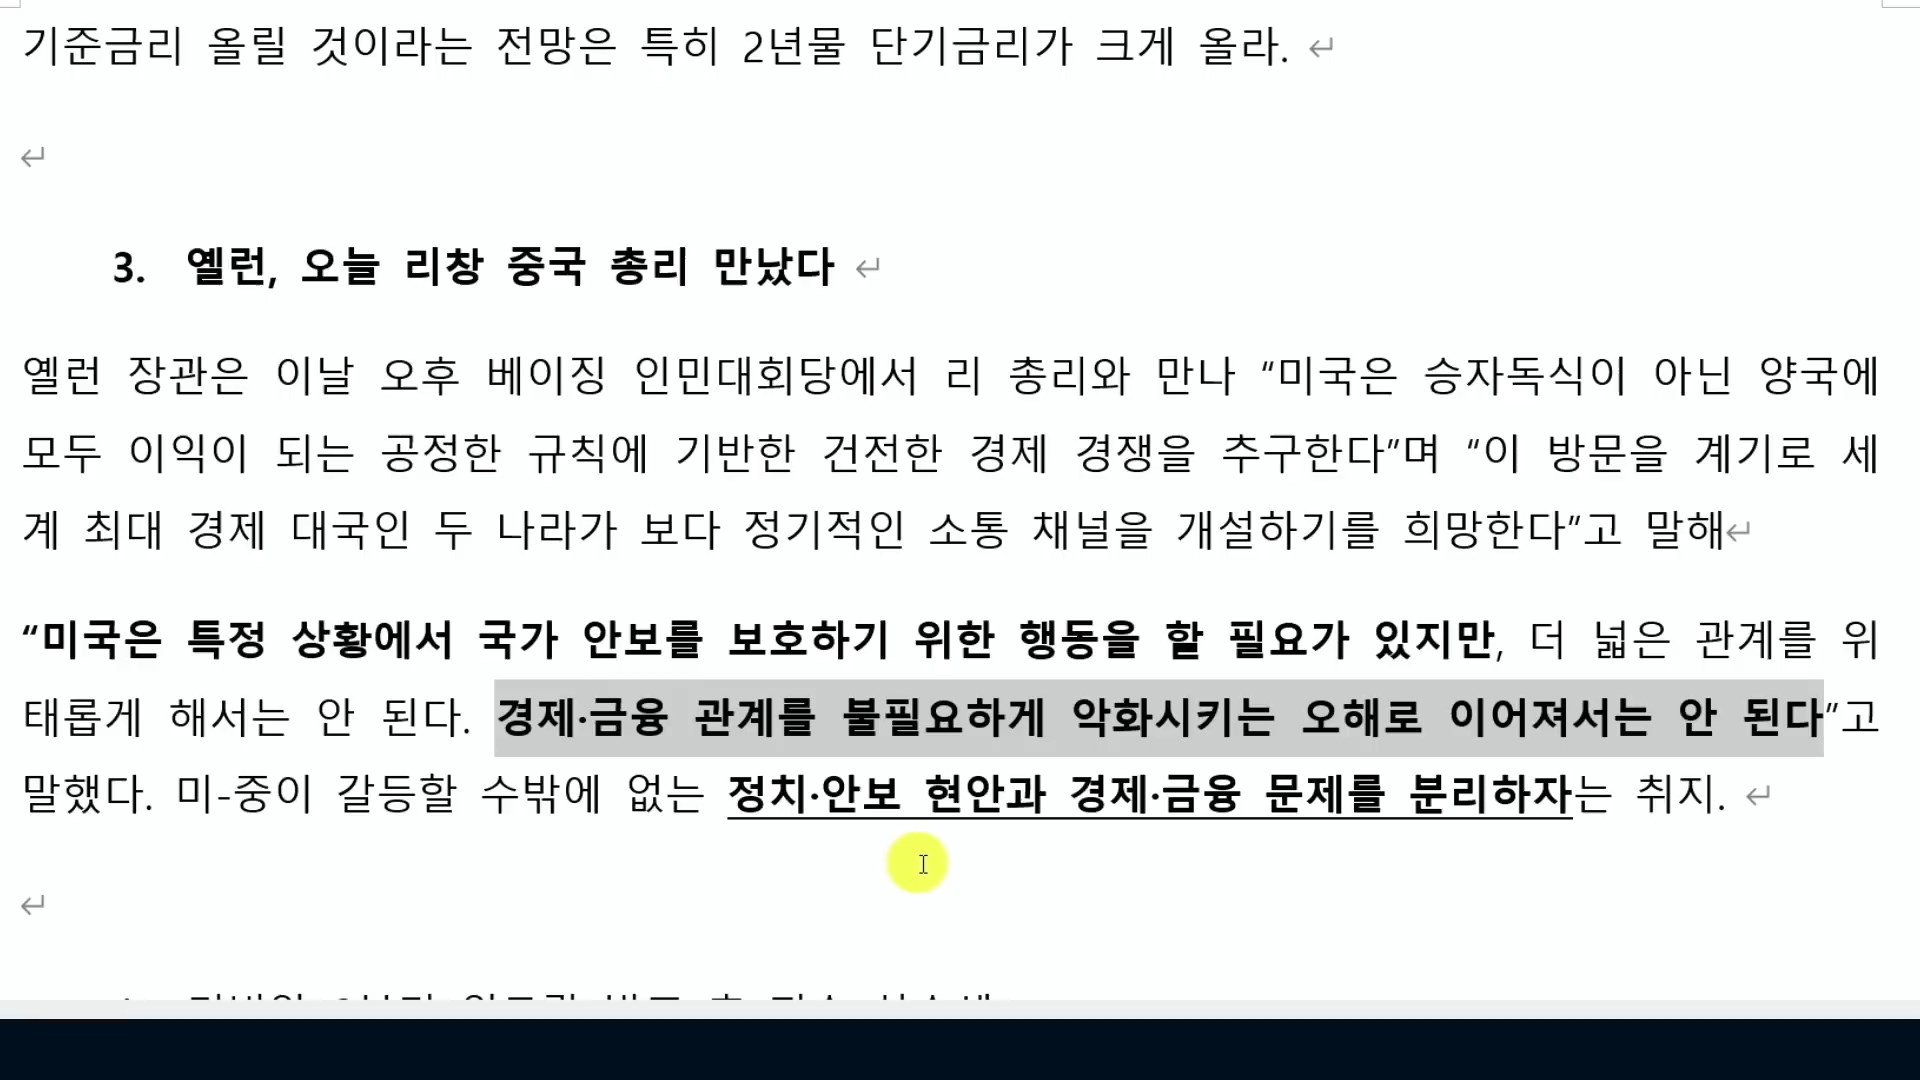 기준금리 올릴 것이라는 전망은 특히 2년물 단기금리가 크게 올라.
3. 옐런, 오늘 리창 중국 총리 만났다
옐런 장관은 이날 오후 베이징 인민대회당에서 리 총리와 만나 “미국은 승자독식이 아닌 양국에
모두 이익이 되는 공정한 규칙에 기반한 건전한 경제 경쟁을 추구한다”며 “이 방문을 계기로 세
계 최대 경제 대국인 두 나라가 보다 정기적인 소통 채널을 개설하기를 희망한다”고 말해
“미국은 특정 상황에서 국가 안보를 보호하기 위한 행동을 할 필요가 있지만, 더 넓은 관계를 위
태롭게 해서는 안 된다. 경제·금융 관계를 불필요하게 악화시키는 오해로 이어져서는 안 된다”고
말했다. 미-중이 갈등할 수밖에 없는 정치·안보 현안과 경제·금융 문제를 분리하자는 취지.